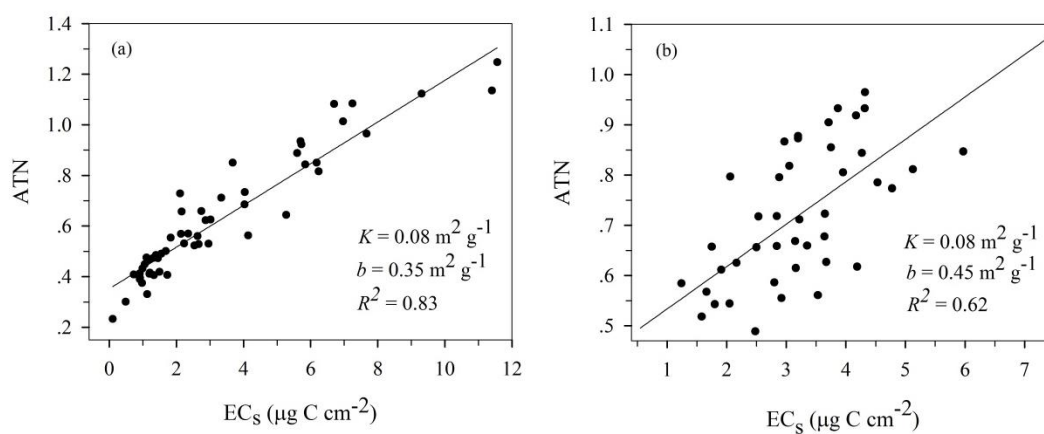 (a)
ATN
1.4
1.2
1.0
.8
.6
.4
.2
K = 0.08 m² g⁻¹
b = 0.35 m² g⁻¹
R² = 0.83
0 2 4 6 8 10 12
EC_S (μg C cm⁻²)
(b)
ATN
1.1
1.0
.9
.8
.7
.6
.5
K = 0.08 m² g⁻¹
b = 0.45 m² g⁻¹
R² = 0.62
1 2 3 4 5 6 7
EC_S (μg C cm⁻²)